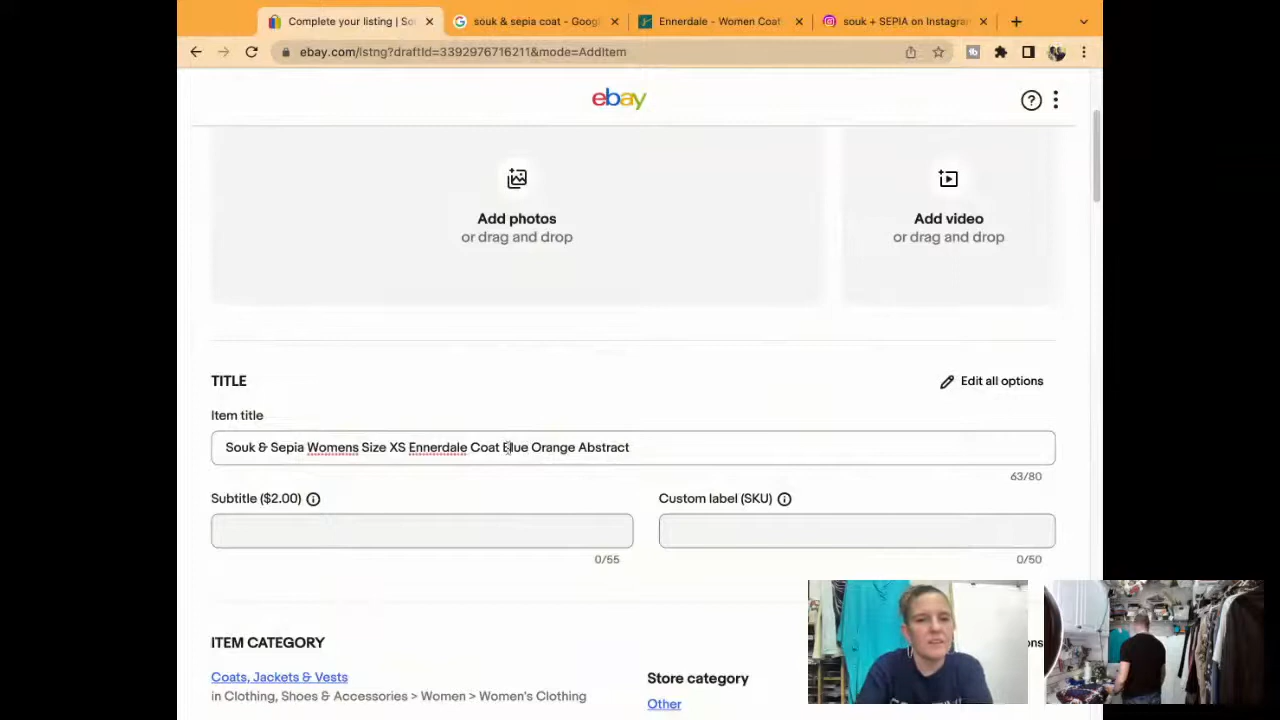 Complete your listing | So
souk & sepia coat - Goog
Ennerdale - Women Coat
souk + SEPIA on Instagram
ebay.com/lstng?draftId=3392976716211&mode=AddItem
ebay
Add photos
or drag and drop
Add video
or drag and drop
TITLE
Edit all options
Item title
Souk & Sepia Womens Size XS Ennerdale Coat Blue Orange Abstract
63/80
Subtitle ($2.00)
Custom label (SKU)
0/55
0/50
ITEM CATEGORY
ons
Coats, Jackets & Vests
in Clothing, Shoes & Accessories > Women > Women's Clothing
Store category
Other